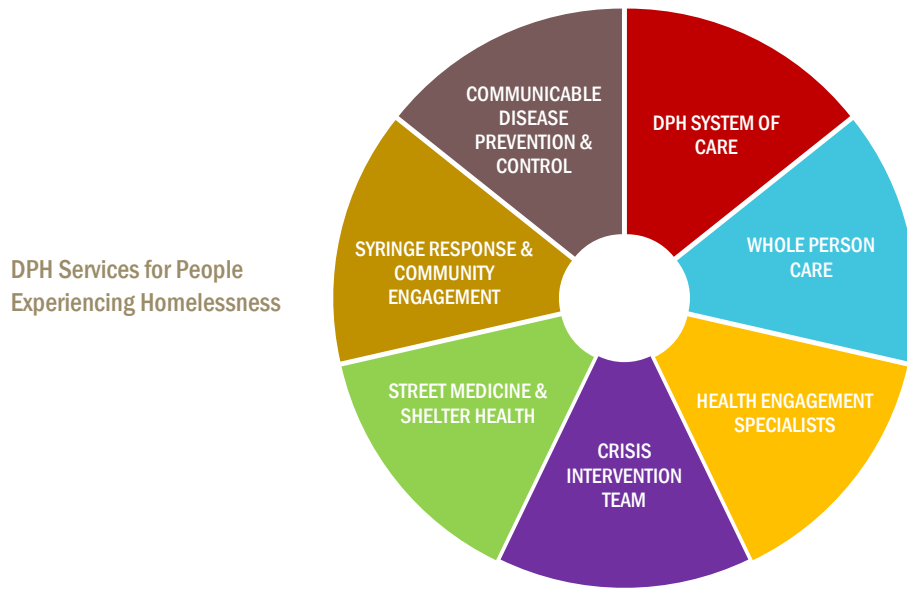 DPH Services for People
Experiencing Homelessness
COMMUNICABLE
DISEASE
PREVENTION &
CONTROL
DPH SYSTEM OF
CARE
WHOLE PERSON
CARE
HEALTH ENGAGEMENT
SPECIALISTS
CRISIS
INTERVENTION
TEAM
STREET MEDICINE &
SHELTER HEALTH
SYRINGE RESPONSE &
COMMUNITY
ENGAGEMENT